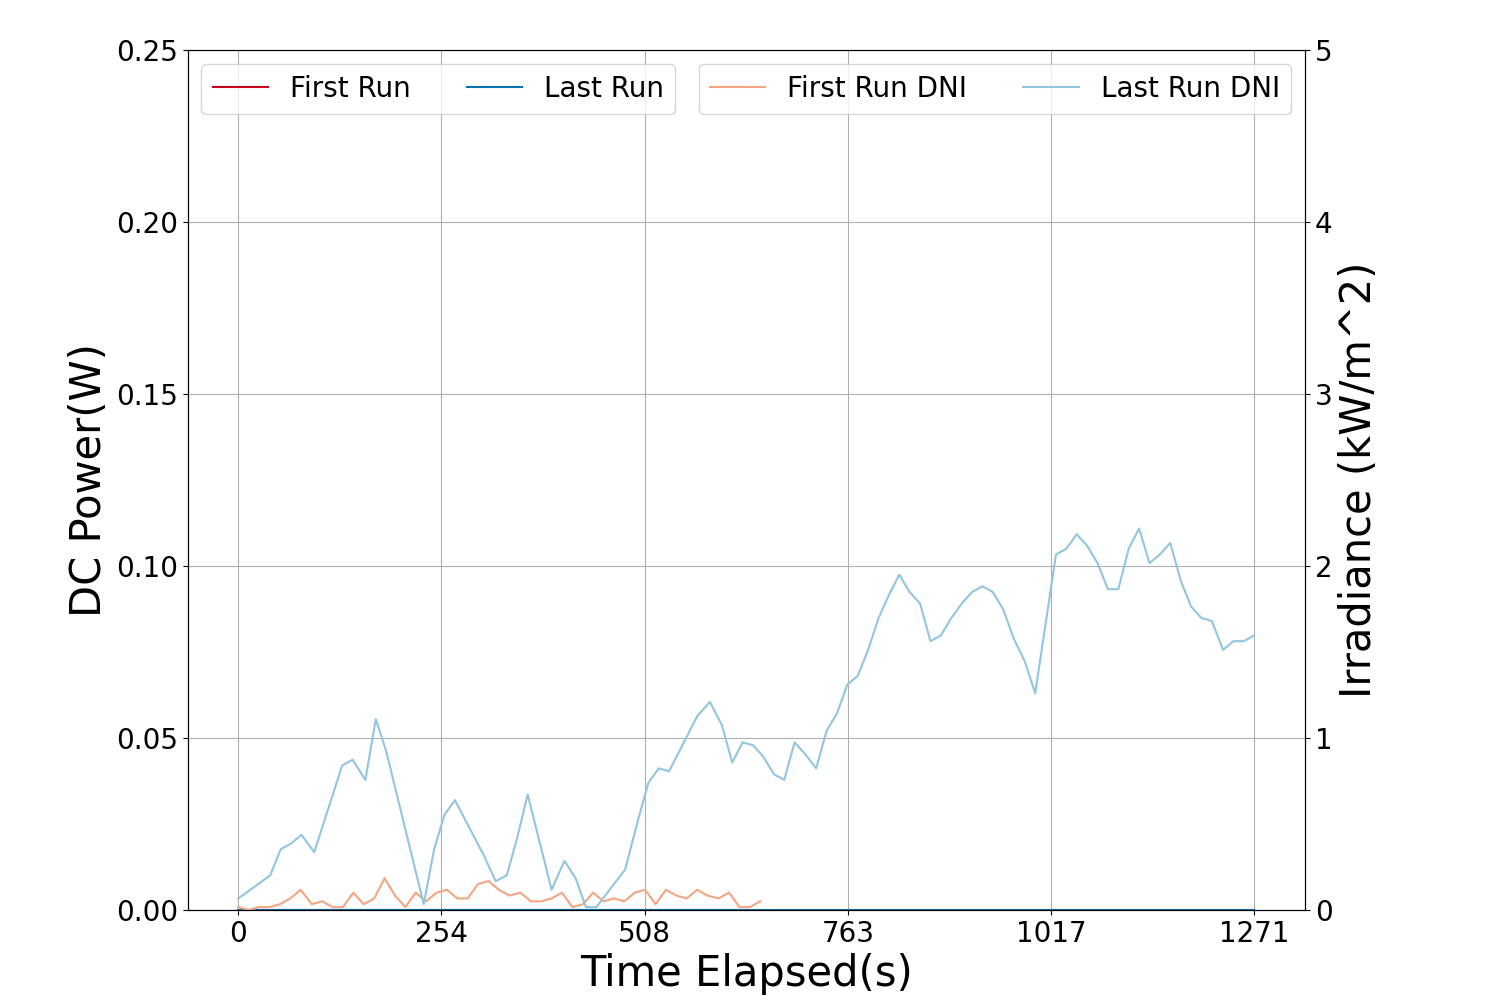 First Run
Last Run
First Run DNI
Last Run DNI
0.25
0.20
0.15
0.10
0.05
0.00
DC Power(W)
5
4
3
2
1
0
Irradiance (kW/m^2)
0
254
508
763
1017
1271
Time Elapsed(s)